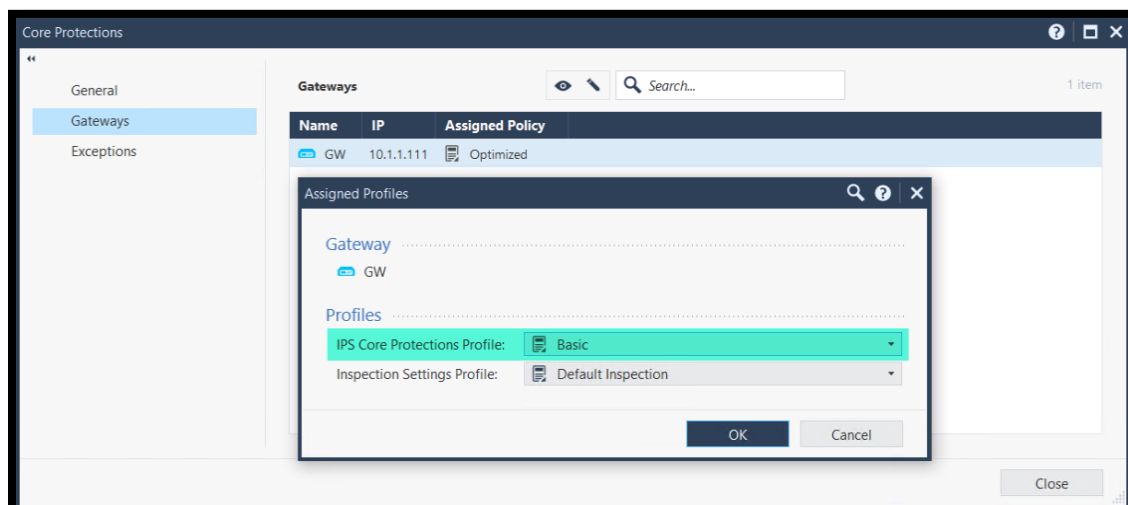 Core Protections
General
Gateways
Exceptions
Gateways
Search...
1 item
Name IP Assigned Policy
GW 10.1.1.111 Optimized
Assigned Profiles
Gateway
GW
Profiles
IPS Core Protections Profile: Basic
Inspection Settings Profile: Default Inspection
OK Cancel
Close